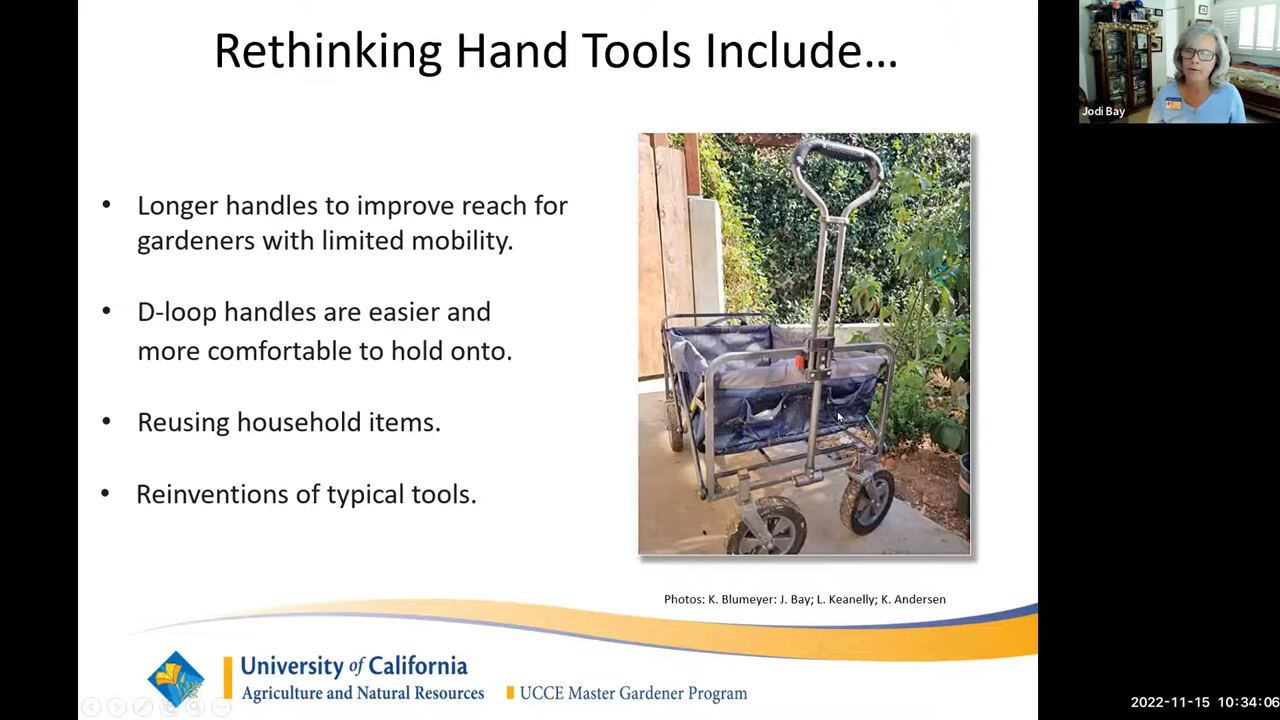 Rethinking Hand Tools Include…
Jodi Bay
• Longer handles to improve reach for
gardeners with limited mobility.
• D-loop handles are easier and
more comfortable to hold onto.
• Reusing household items.
• Reinventions of typical tools.
Photos: K. Blumeyer: J. Bay; L. Keanelly; K. Andersen
University of California
Agriculture and Natural Resources
UCCE Master Gardener Program
2022-11-15 10:34:06